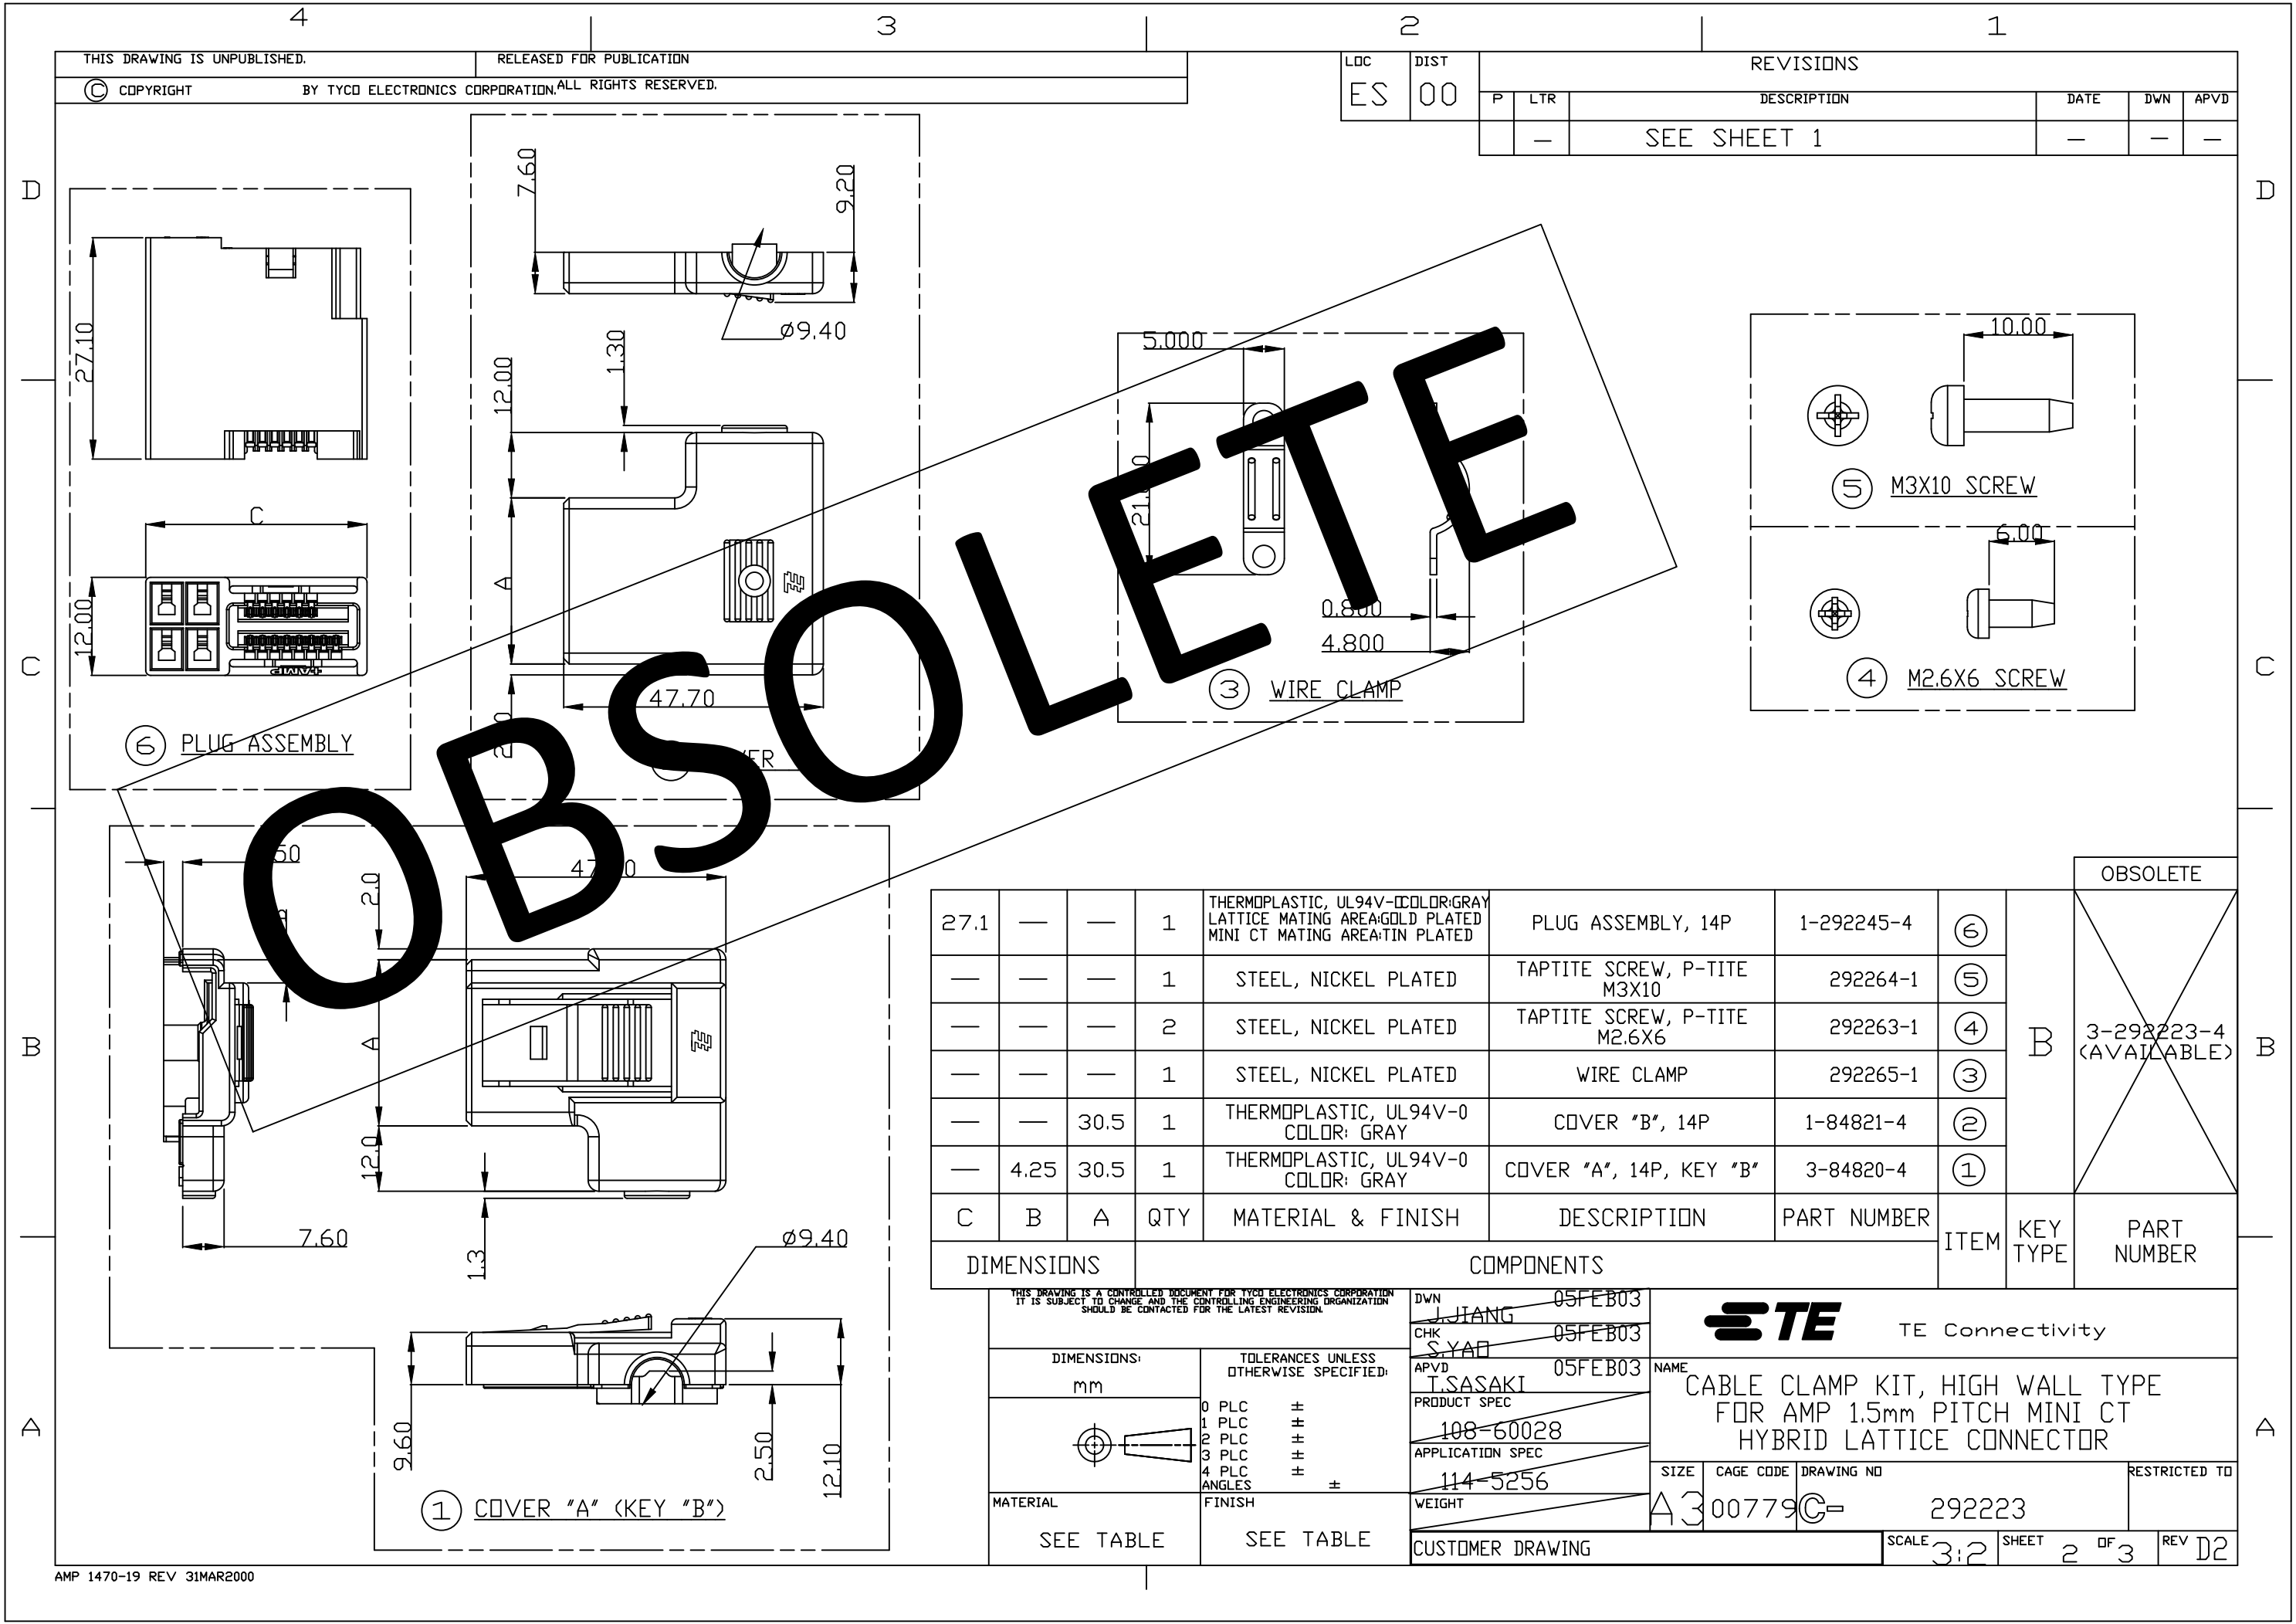 4 3 2 1
THIS DRAWING IS UNPUBLISHED.
RELEASED FOR PUBLICATION
© COPYRIGHT
BY TYCO ELECTRONICS CORPORATION.
ALL RIGHTS RESERVED.
LOC DIST
ES 00
REVISIONS
P LTR DESCRIPTION DATE DWN APVD
— SEE SHEET 1 — — —
D D
C C
B B
A A
27.10
C
12.00
6 PLUG ASSEMBLY
7.60
9.20
ø9.40
1.30
12.00
A
47.70
5.000
0.800
4.800
3 WIRE CLAMP
10.00
5 M3X10 SCREW
6.00
4 M2.6X6 SCREW
OBSOLETE
2.0
A
12.0
7.60
1.3
ø9.40
9.60
2.50
12.10
1 COVER "A" (KEY "B")
OBSOLETE
27.1 — — 1 THERMOPLASTIC, UL94V-0COLOR:GRAY
LATTICE MATING AREA:GOLD PLATED
MINI CT MATING AREA:TIN PLATED
PLUG ASSEMBLY, 14P 1-292245-4 6
— — — 1 STEEL, NICKEL PLATED TAPTITE SCREW, P-TITE
M3X10 292264-1 5
— — — 2 STEEL, NICKEL PLATED TAPTITE SCREW, P-TITE
M2.6X6 292263-1 4
— — — 1 STEEL, NICKEL PLATED WIRE CLAMP 292265-1 3
— — 30.5 1 THERMOPLASTIC, UL94V-0
COLOR: GRAY COVER "B", 14P 1-84821-4 2
— 4.25 30.5 1 THERMOPLASTIC, UL94V-0
COLOR: GRAY COVER "A", 14P, KEY "B" 3-84820-4 1
B
3-292223-4
(AVAILABLE)
C B A QTY MATERIAL & FINISH DESCRIPTION PART NUMBER
ITEM
KEY
TYPE
PART
NUMBER
DIMENSIONS COMPONENTS
THIS DRAWING IS A CONTROLLED DOCUMENT FOR TYCO ELECTRONICS CORPORATION
IT IS SUBJECT TO CHANGE AND THE CONTROLLING ENGINEERING ORGANIZATION
SHOULD BE CONTACTED FOR THE LATEST REVISION.
DIMENSIONS:
mm
TOLERANCES UNLESS
OTHERWISE SPECIFIED:
0 PLC ±
1 PLC ±
2 PLC ±
3 PLC ±
4 PLC ±
ANGLES ±
MATERIAL
SEE TABLE
FINISH
SEE TABLE
DWN 05FEB03
J.JIANG
CHK 05FEB03
S.YAO
APVD 05FEB03
T.SASAKI
PRODUCT SPEC
108-60028
APPLICATION SPEC
114-5256
WEIGHT
CUSTOMER DRAWING
TE
TE Connectivity
NAME
CABLE CLAMP KIT, HIGH WALL TYPE
FOR AMP 1.5mm PITCH MINI CT
HYBRID LATTICE CONNECTOR
SIZE CAGE CODE DRAWING NO RESTRICTED TO
A3 00779 C- 292223
SCALE 3:2 SHEET 2 OF 3 REV D2
AMP 1470-19 REV 31MAR2000